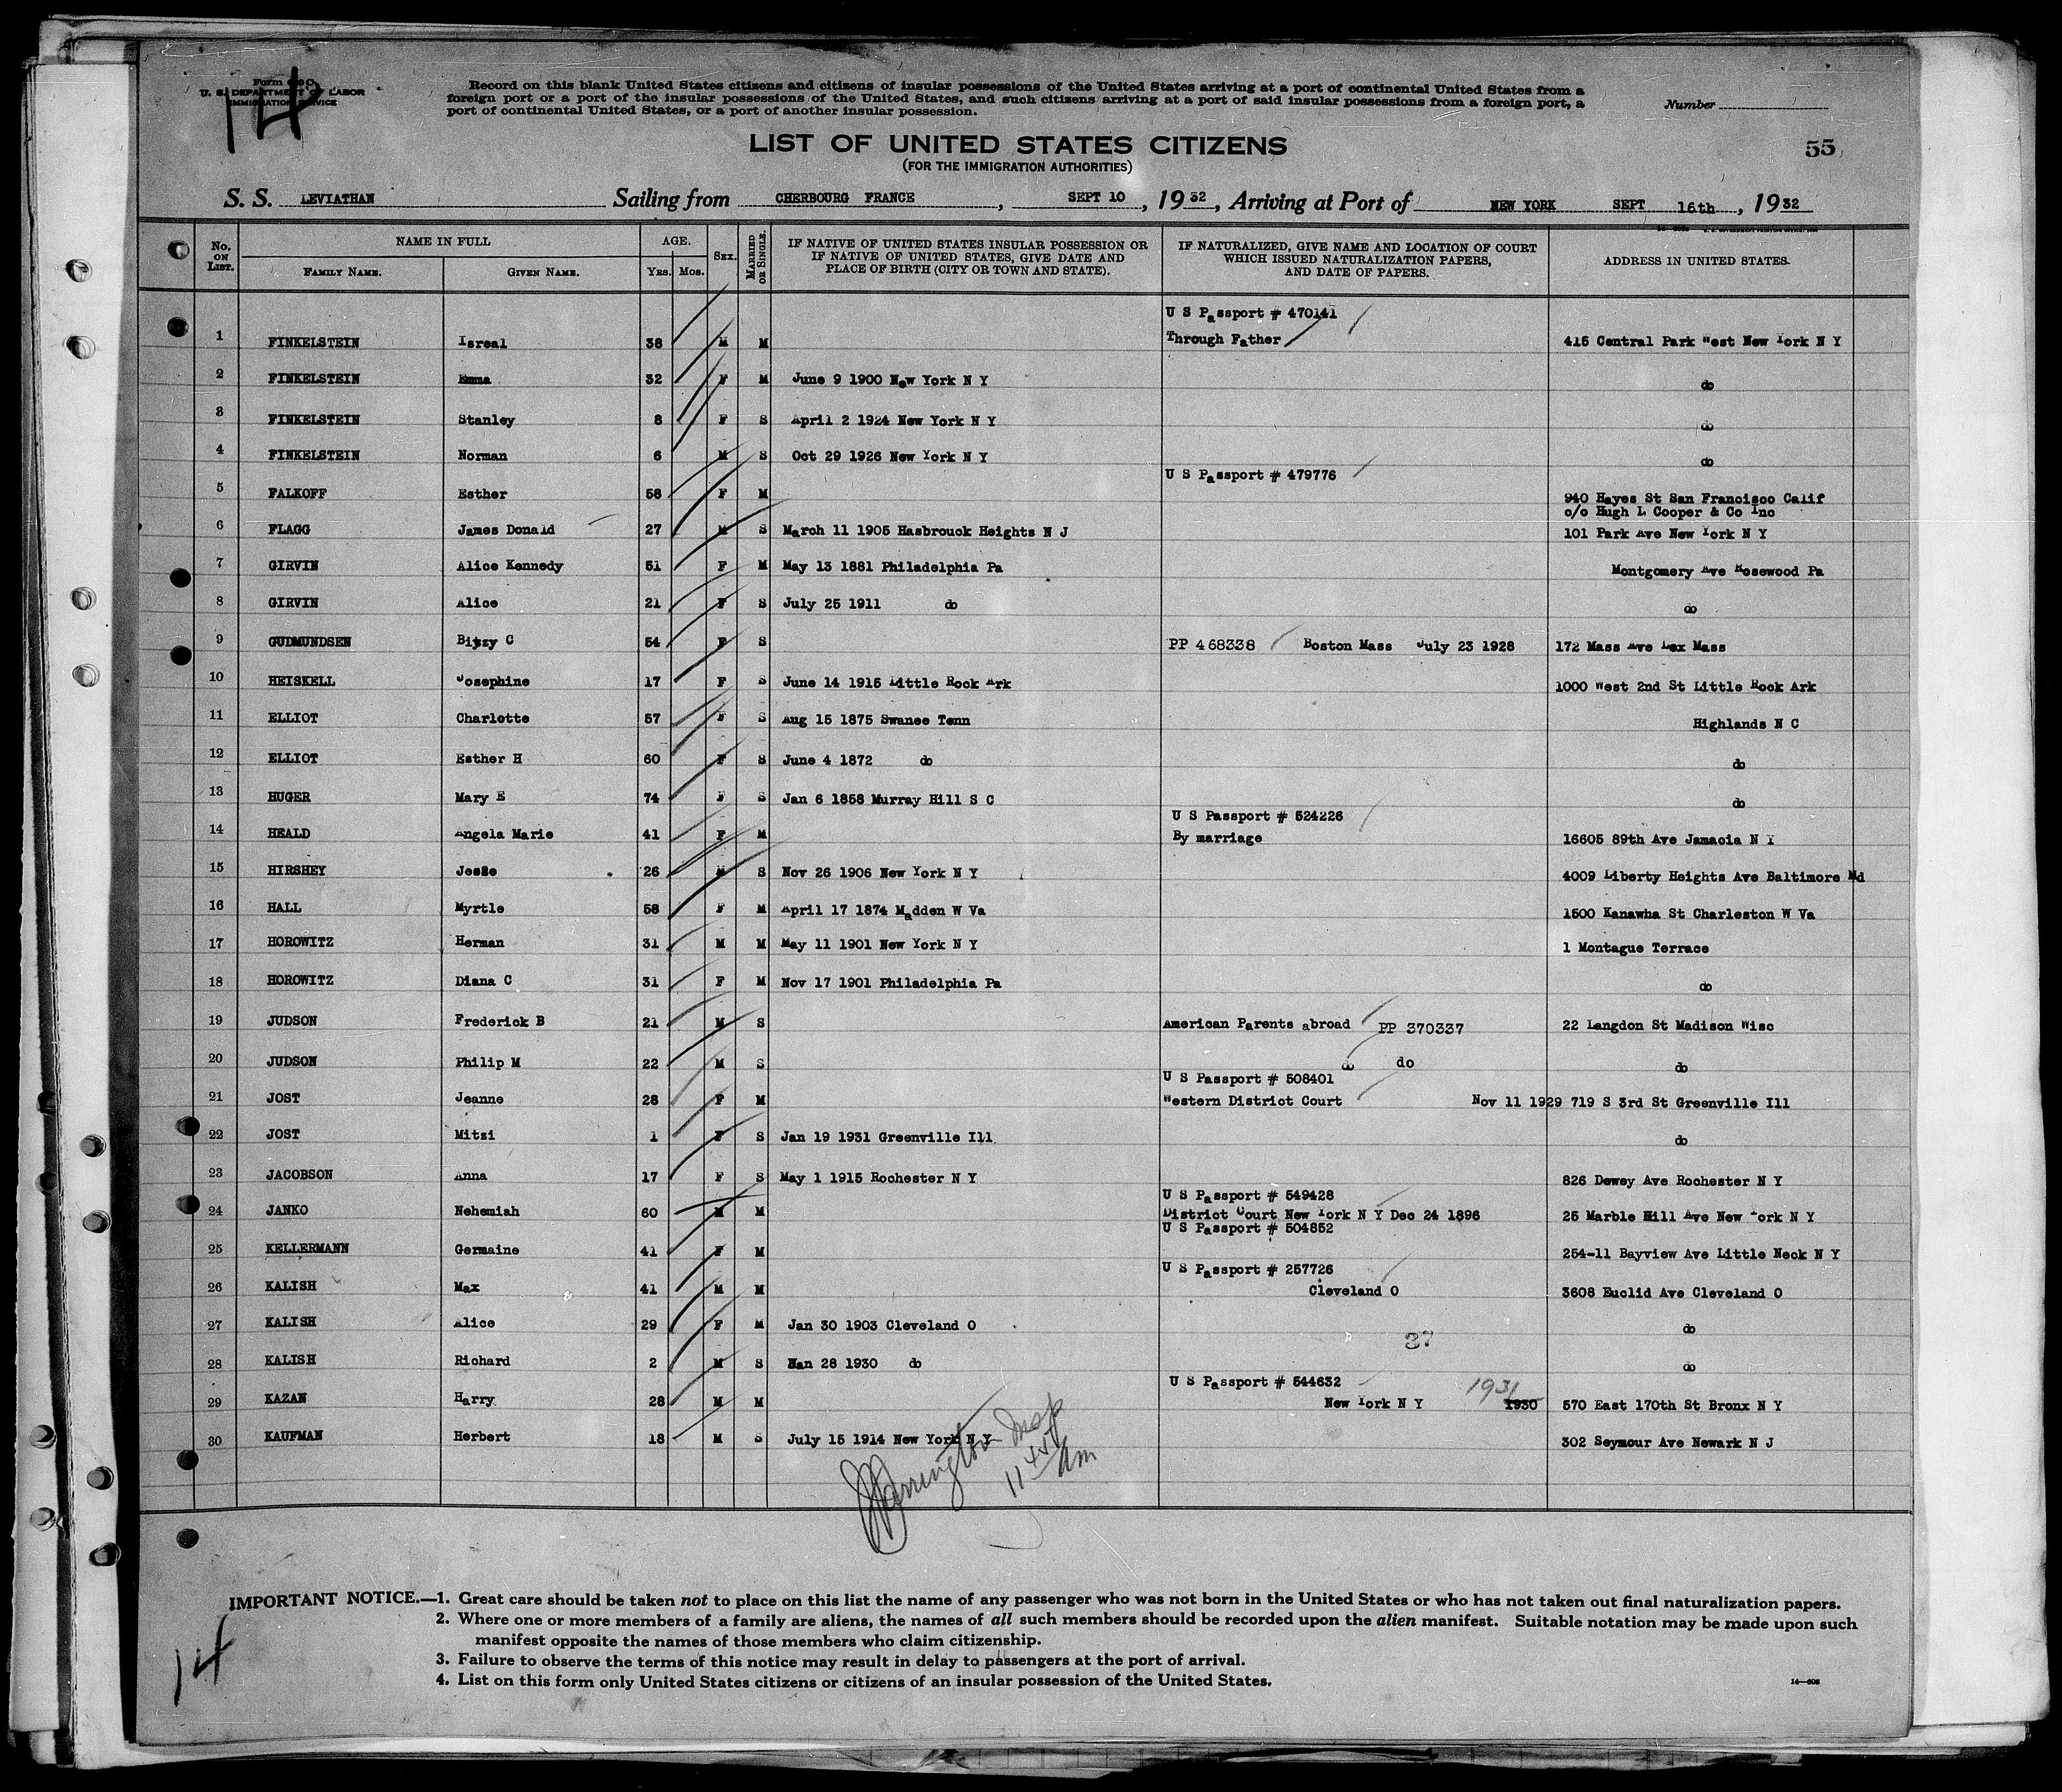 Form 630
U. S. DEPARTMENT OF LABOR
IMMIGRATION SERVICE
14
Record on this blank United States citizens and citizens of insular possessions of the United States arriving at a port of continental United States from a
foreign port or a port of the insular possessions of the United States, and such citizens arriving at a port of said insular possessions from a foreign port, a
port of continental United States, or a port of another insular possession.
Number
LIST OF UNITED STATES CITIZENS
(FOR THE IMMIGRATION AUTHORITIES)
55
S. S. LEVIATHAN Sailing from CHERBOURG FRANCE, SEPT 10, 1932, Arriving at Port of NEW YORK SEPT 16th, 1932
No. ON LIST. NAME IN FULL FAMILY NAME. GIVEN NAME. AGE. Yrs. Mos. SEX. MARRIED OR SINGLE. IF NATIVE OF UNITED STATES INSULAR POSSESSION OR IF NATIVE OF UNITED STATES, GIVE DATE AND PLACE OF BIRTH (CITY OR TOWN AND STATE). IF NATURALIZED, GIVE NAME AND LOCATION OF COURT WHICH ISSUED NATURALIZATION PAPERS, AND DATE OF PAPERS. ADDRESS IN UNITED STATES.
U S Passport # 470141
1 FINKELSTEIN Isreal 38 M M Through Father 415 Central Park West New York N Y
2 FINKELSTEIN Emma 32 F M June 9 1900 New York N Y do
3 FINKELSTEIN Stanley 8 F S April 2 1924 New York N Y do
4 FINKELSTEIN Norman 6 M S Oct 29 1926 New York N Y do
U S Passport # 479776
5 FALKOFF Esther 58 F M 940 Hayes St San Francisco Calif
c/o Hugh L Cooper & Co Inc
6 FLAGG James Donald 27 M S March 11 1905 Hasbrouck Heights N J 101 Park Ave New York N Y
7 GIRVIN Alice Kennedy 51 F M May 13 1881 Philadelphia Pa Montgomery Ave Rosewood Pa
8 GIRVIN Alice 21 F S July 25 1911 do do
9 GUDMUNDSEN Bitzy C 54 F S PP 468338 Boston Mass July 23 1928 172 Mass Ave Lex Mass
10 HEISKELL Josephine 17 F S June 14 1915 Little Rock Ark 1000 West 2nd St Little Rock Ark
11 ELLIOT Charlotte 57 F S Aug 15 1875 Swanee Tenn Highlands N C
12 ELLIOT Esther H 60 F S June 4 1872 do do
13 HUGER Mary E 74 F S Jan 6 1858 Murray Hill S C do
U S Passport # 524226
14 HEALD Angela Marie 41 F M By marriage 16605 89th Ave Jamacia N Y
15 HIRSHEY Jesse 26 M S Nov 26 1906 New York N Y 4009 Liberty Heights Ave Baltimore Md
16 HALL Myrtle 58 F M April 17 1874 Madden W Va 1500 Kanawha St Charleston W Va
17 HOROWITZ Herman 31 M M May 11 1901 New York N Y 1 Montague Terrace
18 HOROWITZ Diana C 31 F M Nov 17 1901 Philadelphia Pa do
19 JUDSON Frederick B 21 M S American Parents abroad PP 370337 22 Langdon St Madison Wisc
20 JUDSON Philip M 22 M S do do do
U S Passport # 508401
21 JOST Jeanne 28 F M Western District Court Nov 11 1929 719 S 3rd St Greenville Ill
22 JOST Mitzi 1 F S Jan 19 1931 Greenville Ill do
23 JACOBSON Anna 17 F S May 1 1915 Rochester N Y 826 Dewey Ave Rochester N Y
U S Passport # 549428
24 JANKO Nehemiah 60 M M District Court New York N Y Dec 24 1896 25 Marble Hill Ave New York N Y
U S Passport # 504852
25 KELLERMANN Germaine 41 F M 254-11 Bayview Ave Little Neck N Y
U S Passport # 257726
26 KALISH Max 41 M M Cleveland O 3608 Euclid Ave Cleveland O
27 KALISH Alice 29 F M Jan 30 1903 Cleveland O do
37
28 KALISH Richard 2 M S Jan 28 1930 do do
U S Passport # 544632
29 KAZAN Harry 28 M M New York N Y 1931 1930 570 East 170th St Bronx N Y
30 KAUFMAN Herbert 18 M S July 15 1914 New York N Y 302 Seymour Ave Newark N J
Insp
11 45 Am
IMPORTANT NOTICE.—1. Great care should be taken not to place on this list the name of any passenger who was not born in the United States or who has not taken out final naturalization papers.
2. Where one or more members of a family are aliens, the names of all such members should be recorded upon the alien manifest. Suitable notation may be made upon such
manifest opposite the names of those members who claim citizenship.
3. Failure to observe the terms of this notice may result in delay to passengers at the port of arrival.
4. List on this form only United States citizens or citizens of an insular possession of the United States.
14